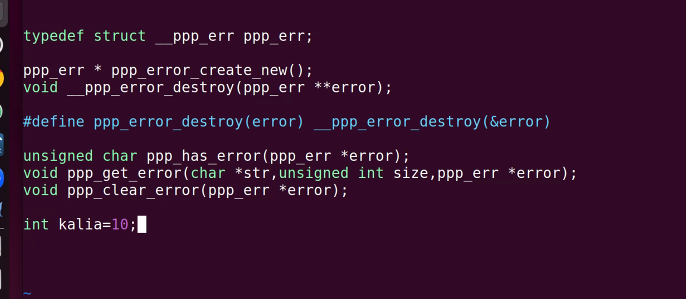 typedef struct __ppp_err ppp_err;
ppp_err * ppp_error_create_new();
void __ppp_error_destroy(ppp_err **error);
#define ppp_error_destroy(error) __ppp_error_destroy(&error)
unsigned char ppp_has_error(ppp_err *error);
void ppp_get_error(char *str,unsigned int size,ppp_err *error);
void ppp_clear_error(ppp_err *error);
int kalia=10;
~